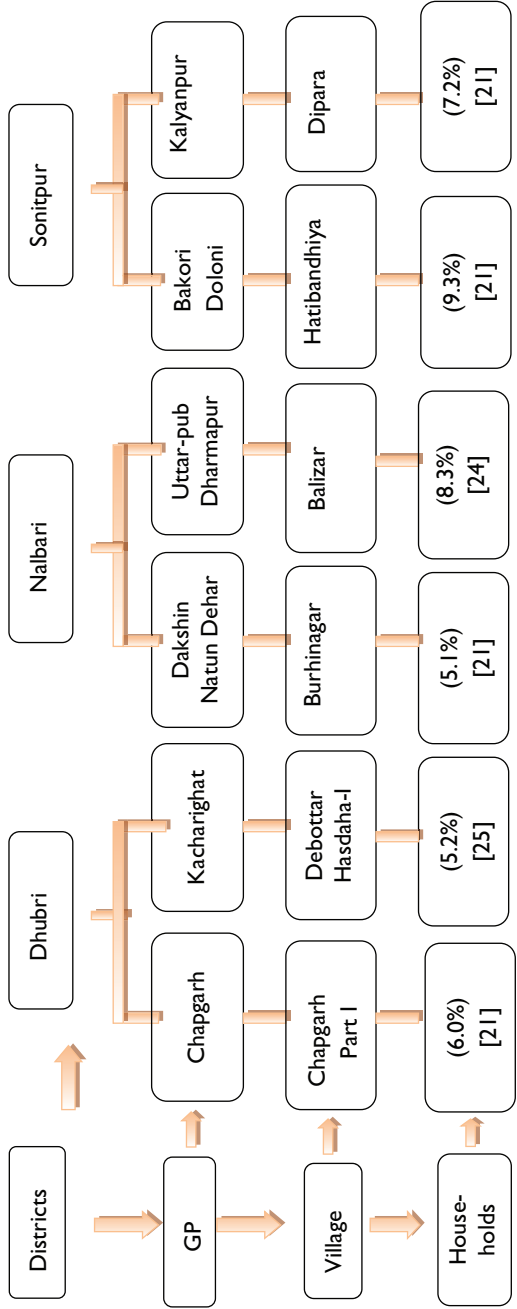 Districts
Dhubri
Nalbari
Sonitpur
GP
Chapgarh
Kacharighat
Dakshin
Natun Dehar
Uttar-pub
Dharmapur
Bakori
Doloni
Kalyanpur
Village
Chapgarh
Part I
Debottar
Hasdaha-I
Burhinagar
Balizar
Hatibandhiya
Dipara
House-
holds
(6.0%)
[21]
(5.2%)
[25]
(5.1%)
[21]
(8.3%)
[24]
(9.3%)
[21]
(7.2%)
[21]